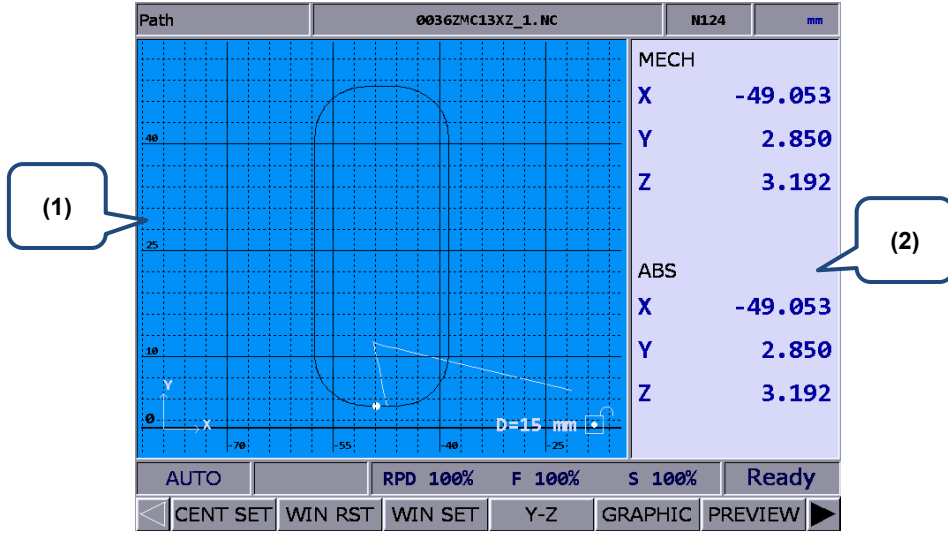 Path 0036ZMC13XZ_1.NC N124 mm
MECH
X -49.053
Y 2.850
Z 3.192
ABS
X -49.053
Y 2.850
Z 3.192
(1)
(2)
40
25
10
0
Y
X
D=15 mm
-70 -55 -40 -25
AUTO RPD 100% F 100% S 100% Ready
CENT SET WIN RST WIN SET Y-Z GRAPHIC PREVIEW